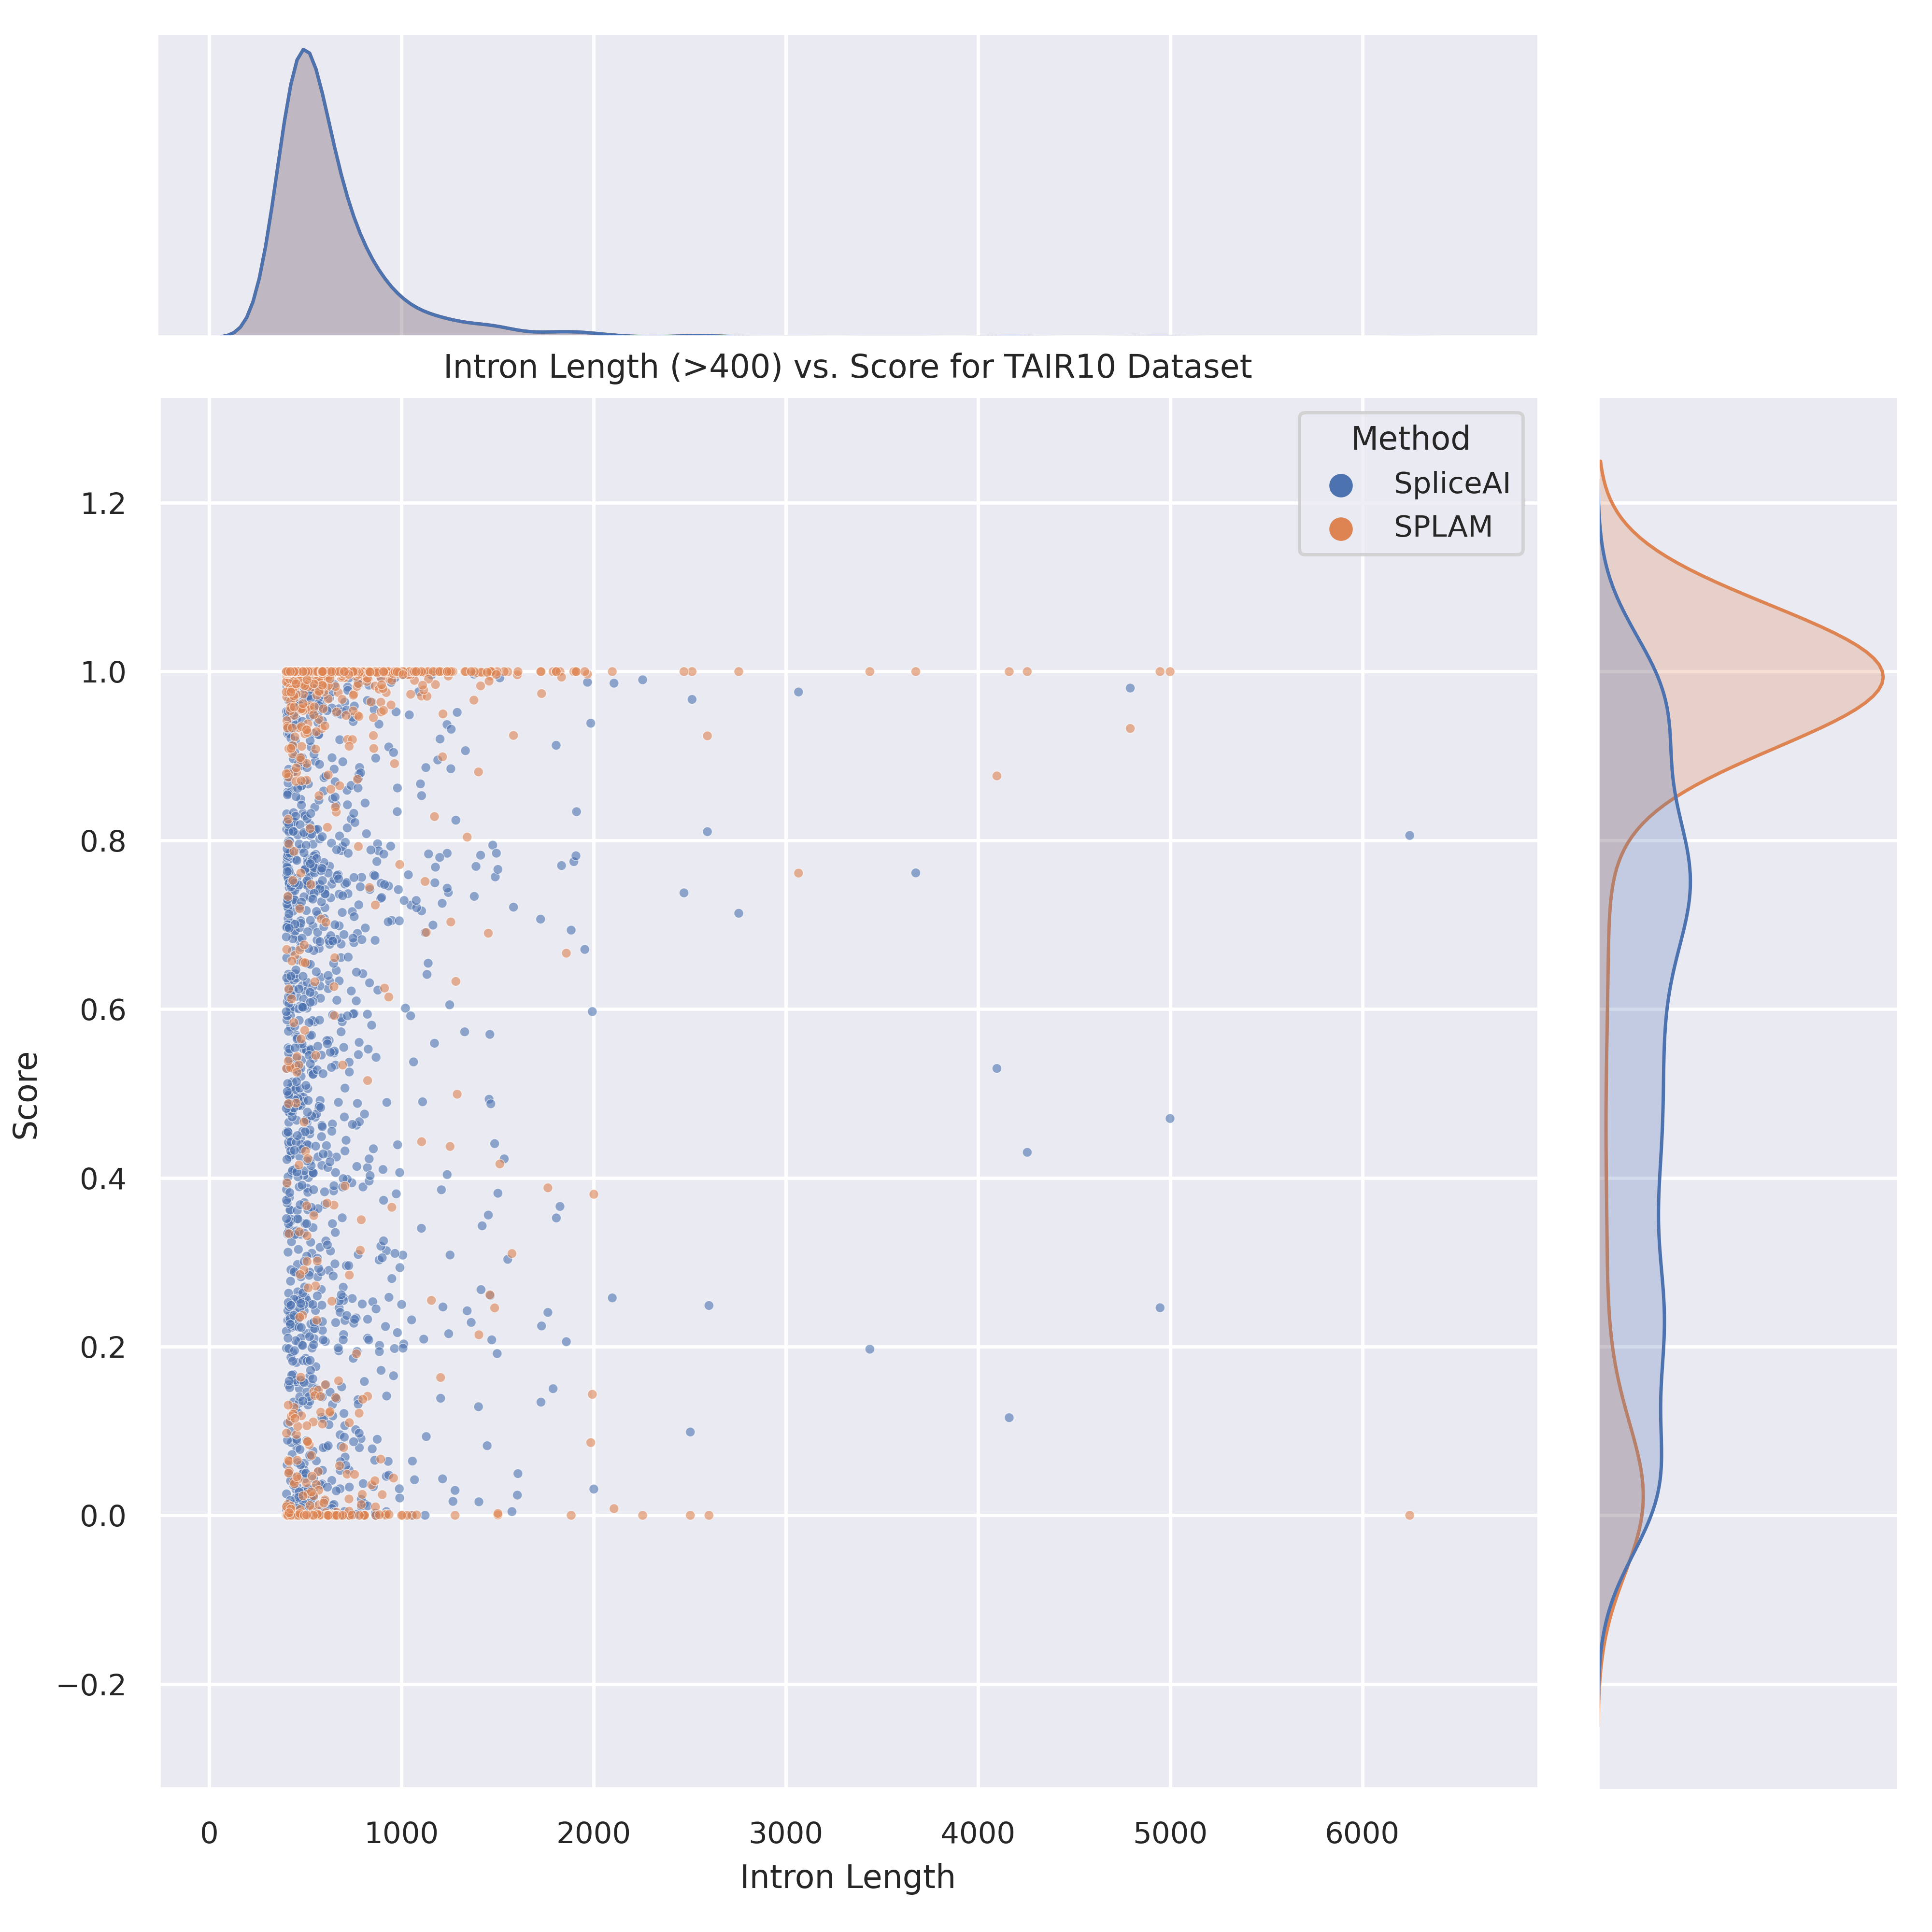 Intron Length (>400) vs. Score for TAIR10 Dataset
Method
SpliceAI
SPLAM
1.2
1.0
0.8
0.6
0.4
0.2
0.0
−0.2
Score
0 1000 2000 3000 4000 5000 6000
Intron Length